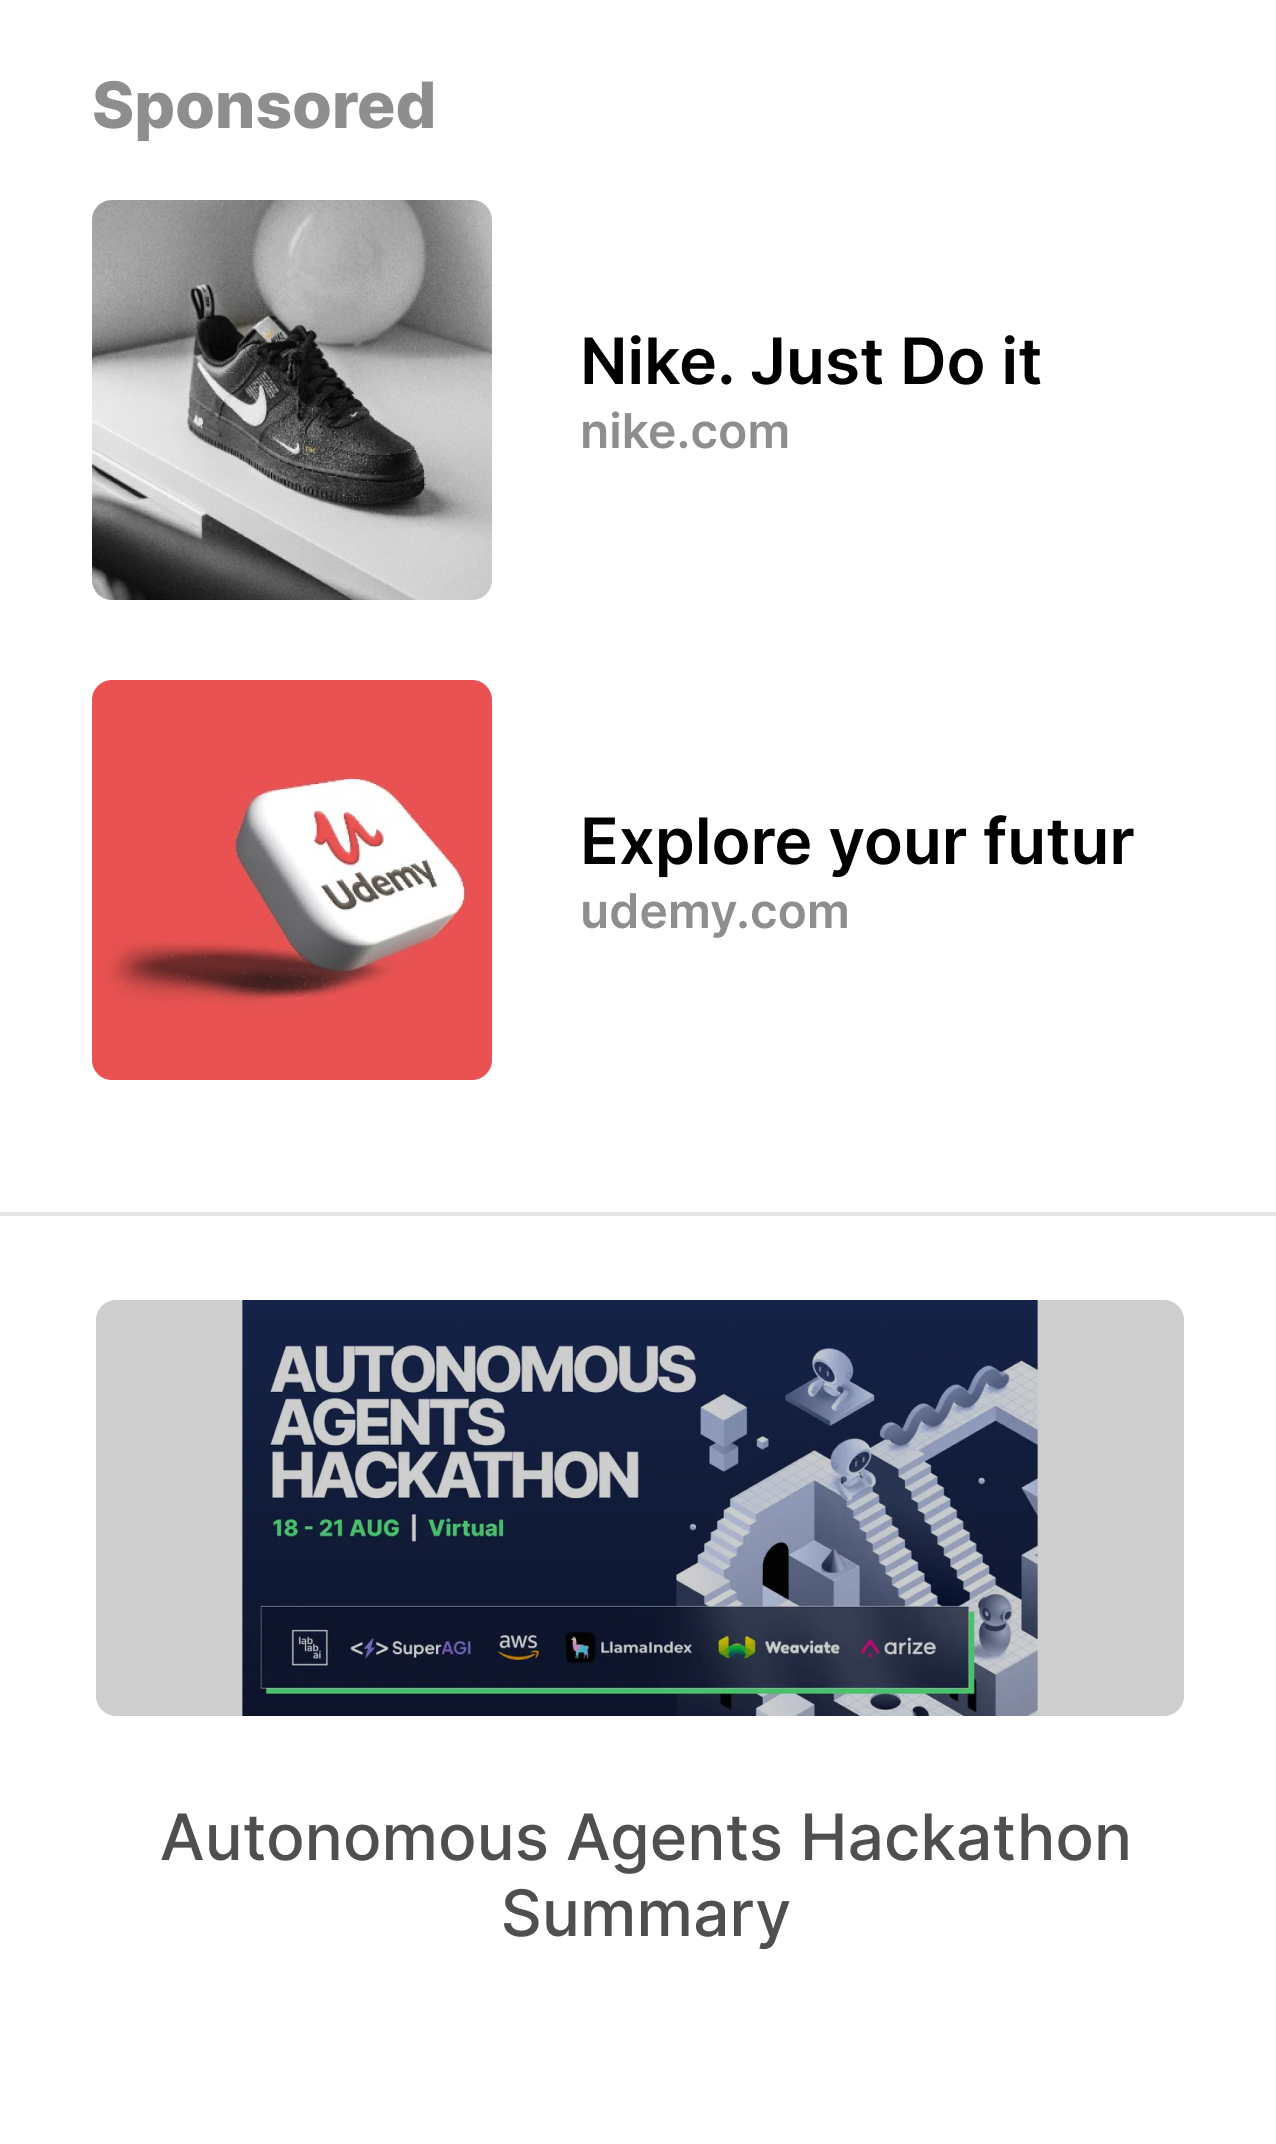 Sponsored
Nike. Just Do it
nike.com
AIR
Udemy
Explore your futur
udemy.com
AUTONOMOUS
AGENTS
HACKATHON
18 - 21 AUG | Virtual
lab
lab
.ai
<⚡> SuperAGI
aws
LlamaIndex
Weaviate
arize
Autonomous Agents Hackathon
Summary